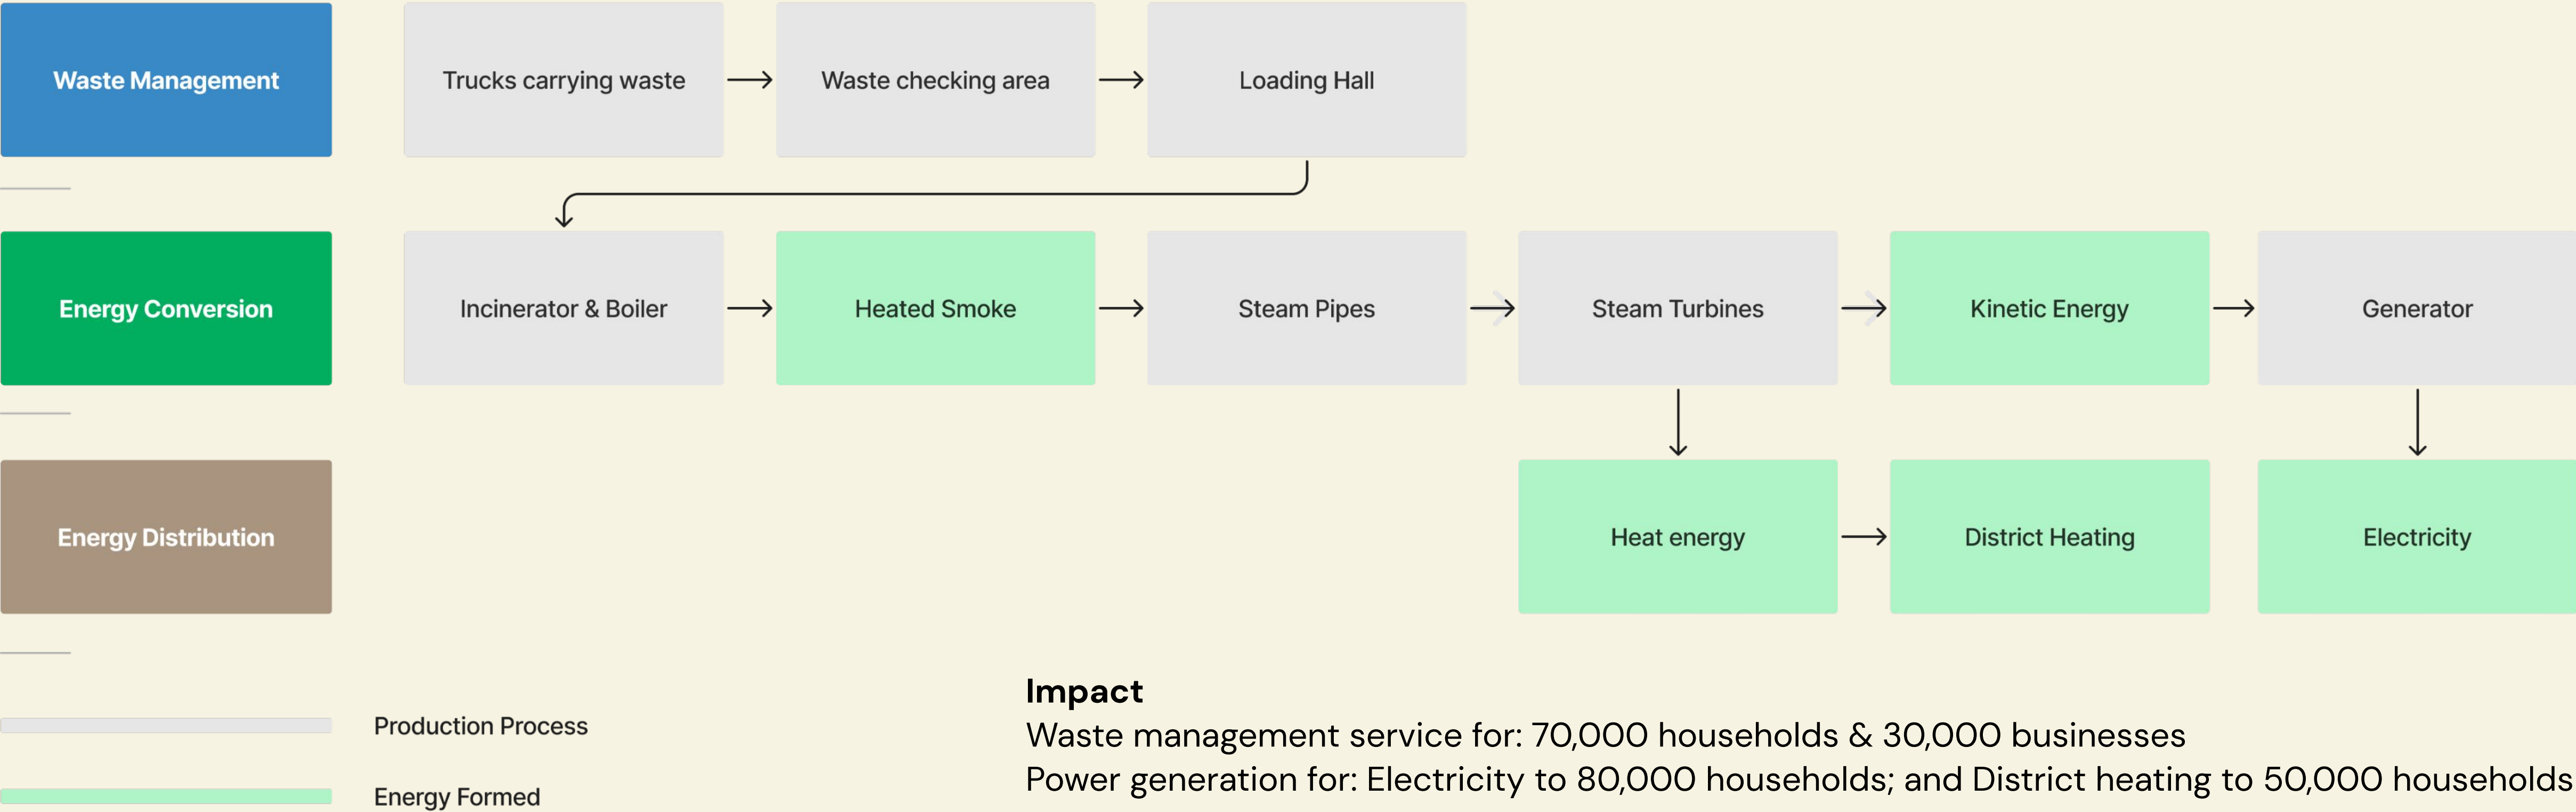 Waste Management
Trucks carrying waste
Waste checking area
Loading Hall
Energy Conversion
Incinerator & Boiler
Heated Smoke
Steam Pipes
Steam Turbines
Kinetic Energy
Generator
Energy Distribution
Heat energy
District Heating
Electricity
Production Process
Energy Formed
Impact
Waste management service for: 70,000 households & 30,000 businesses
Power generation for: Electricity to 80,000 households; and District heating to 50,000 households